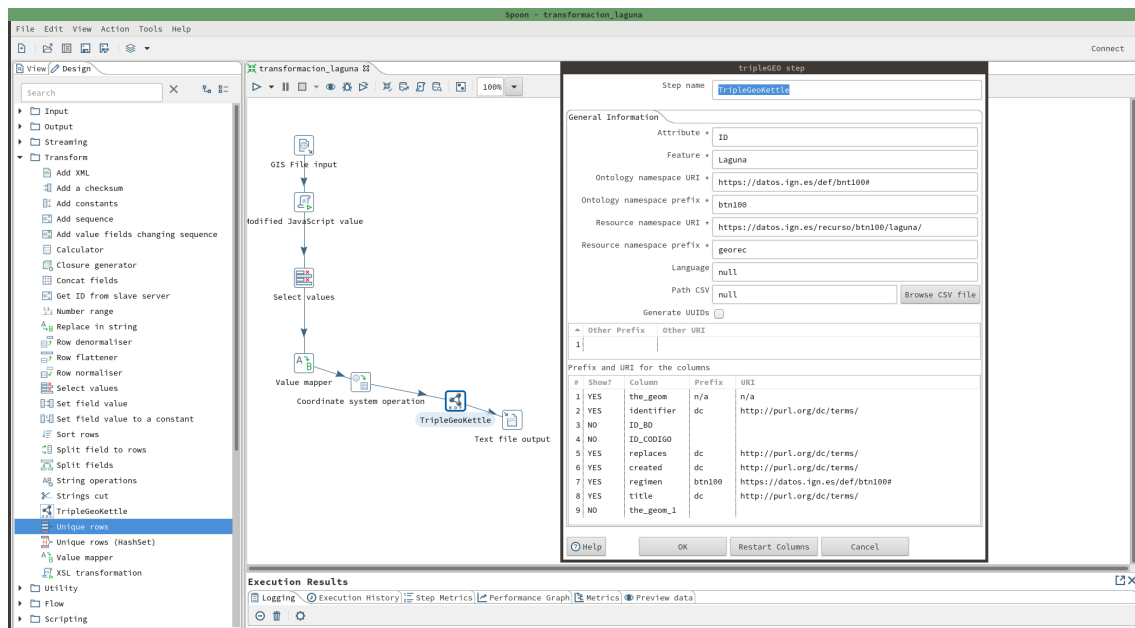 Spoon - transformacion_laguna
File Edit View Action Tools Help
Connect
View Design
Search
Input
Output
Streaming
Transform
Add XML
Add a checksum
Add constants
Add sequence
Add value fields changing sequence
Calculator
Closure generator
Concat fields
Get ID from slave server
Number range
Replace in string
Row denormaliser
Row flattener
Row normaliser
Select values
Set field value
Set field value to a constant
Sort rows
Split field to rows
Split fields
String operations
Strings cut
TripleGeoKettle
Unique rows
Unique rows (HashSet)
Value mapper
XSL transformation
Utility
Flow
Scripting
transformacion_laguna
100%
GIS File input
Modified JavaScript value
Select values
Value mapper
Coordinate system operation
TripleGeoKettle
Text file output
tripleGEO step
Step name TripleGeoKettle
General Information
Attribute * ID
Feature * Laguna
Ontology namespace URI * https://datos.ign.es/def/bnt100#
Ontology namespace prefix * btn100
Resource namespace URI * https://datos.ign.es/recurso/btn100/laguna/
Resource namespace prefix * georec
Language null
Path CSV null Browse CSV file
Generate UUIDs
Other Prefix Other URI
1
Prefix and URI for the columns
# Show? Column Prefix URI
1 YES the_geom n/a n/a
2 YES identifier dc http://purl.org/dc/terms/
3 NO ID_BD
4 NO ID_CODIGO
5 YES replaces dc http://purl.org/dc/terms/
6 YES created dc http://purl.org/dc/terms/
7 YES regimen btn100 https://datos.ign.es/def/btn100#
8 YES title dc http://purl.org/dc/terms/
9 NO the_geom_1
Help OK Restart Columns Cancel
Execution Results
Logging Execution History Step Metrics Performance Graph Metrics Preview data